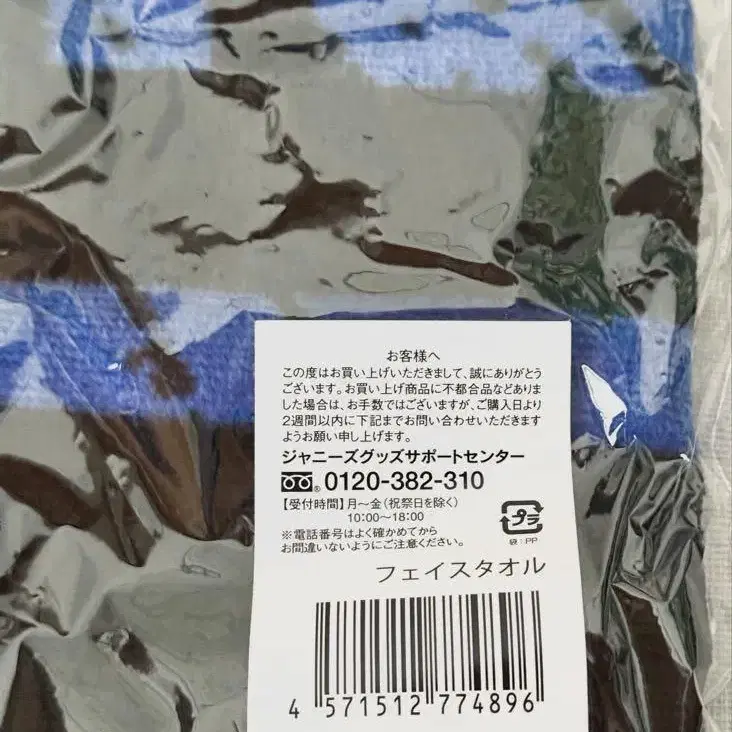 お客様へ
この度はお買い上げいただきまして、誠にありがとう
ございます。お買い上げ商品に不都合品などありま
した場合は、お手数ではございますが、ご購入日より
2週間以内に下記までお問い合わせいただきます
ようお願い申し上げます。
ジャニーズグッズサポートセンター
0120-382-310
【受付時間】月～金（祝祭日を除く）
10:00～18:00
※電話番号はよく確かめてから
お間違いないようにご注意ください。
プラ
袋：PP
フェイスタオル
4 571512 774896